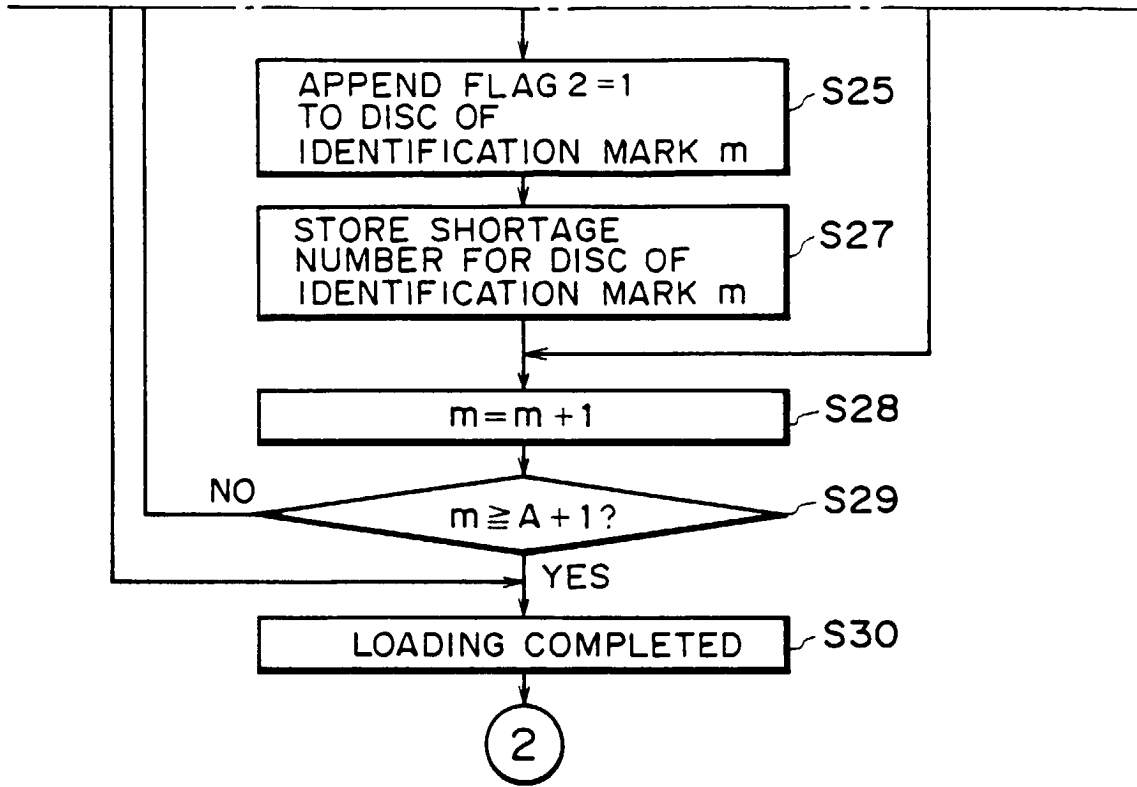 APPEND FLAG 2=1
TO DISC OF
IDENTIFICATION MARK m
S25
STORE SHORTAGE
NUMBER FOR DISC OF
IDENTIFICATION MARK m
S27
m=m+1
S28
NO
m≧A+1?
S29
YES
LOADING COMPLETED
S30
2